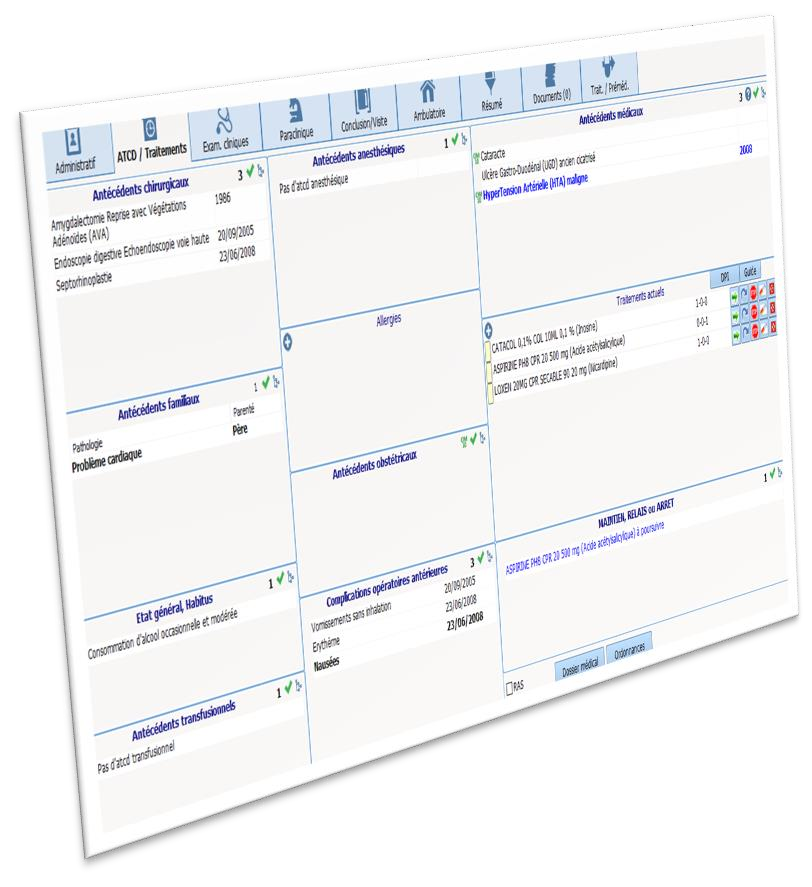 Administratif
ATCD / Traitements
Exam. cliniques
Paraclinique
Conclusion/Visite
Ambulatoire
Résumé
Documents (0)
Trait. / Préméd.
Antécédents chirurgicaux 3
Amygdalectomie Reprise avec Végétations 1986
Adénoïdes (AVA)
Endoscopie digestive Echoendoscopie voie haute 20/09/2005
Septorhinoplastie 23/06/2008
Antécédents familiaux 1
Pathologie Parenté
Problème cardiaque Père
Etat général, Habitus 1
Consommation d'alcool occasionnelle et modérée
Antécédents transfusionnels 1
Pas d'atcd transfusionnel
Antécédents anesthésiques 1
Pas d'atcd anesthésique
Allergies
Antécédents obstétricaux
Complications opératoires antérieures 3
Vomissements sans inhalation 20/09/2005
Erythème 23/06/2008
Nausées 23/06/2008
Antécédents médicaux 3
Cataracte
Ulcère Gastro-Duodénal (UGD) ancien cicatrisé
HyperTension Artérielle (HTA) maligne 2008
DPI Guide
Traitements actuels
CATACOL 0,1% COL 10ML 0,1 % (Inosine) 1-0-0
ASPIRINE PH8 CPR 20 500 mg (Acide acétylsalicylique) 0-0-1
LOXEN 20MG CPR SECABLE 90 20 mg (Nicardipine) 1-0-0
MAINTIEN, RELAIS ou ARRET 1
ASPIRINE PH8 CPR 20 500 mg (Acide acétylsalicylique) à poursuivre
RAS
Dossier médical
Ordonnances